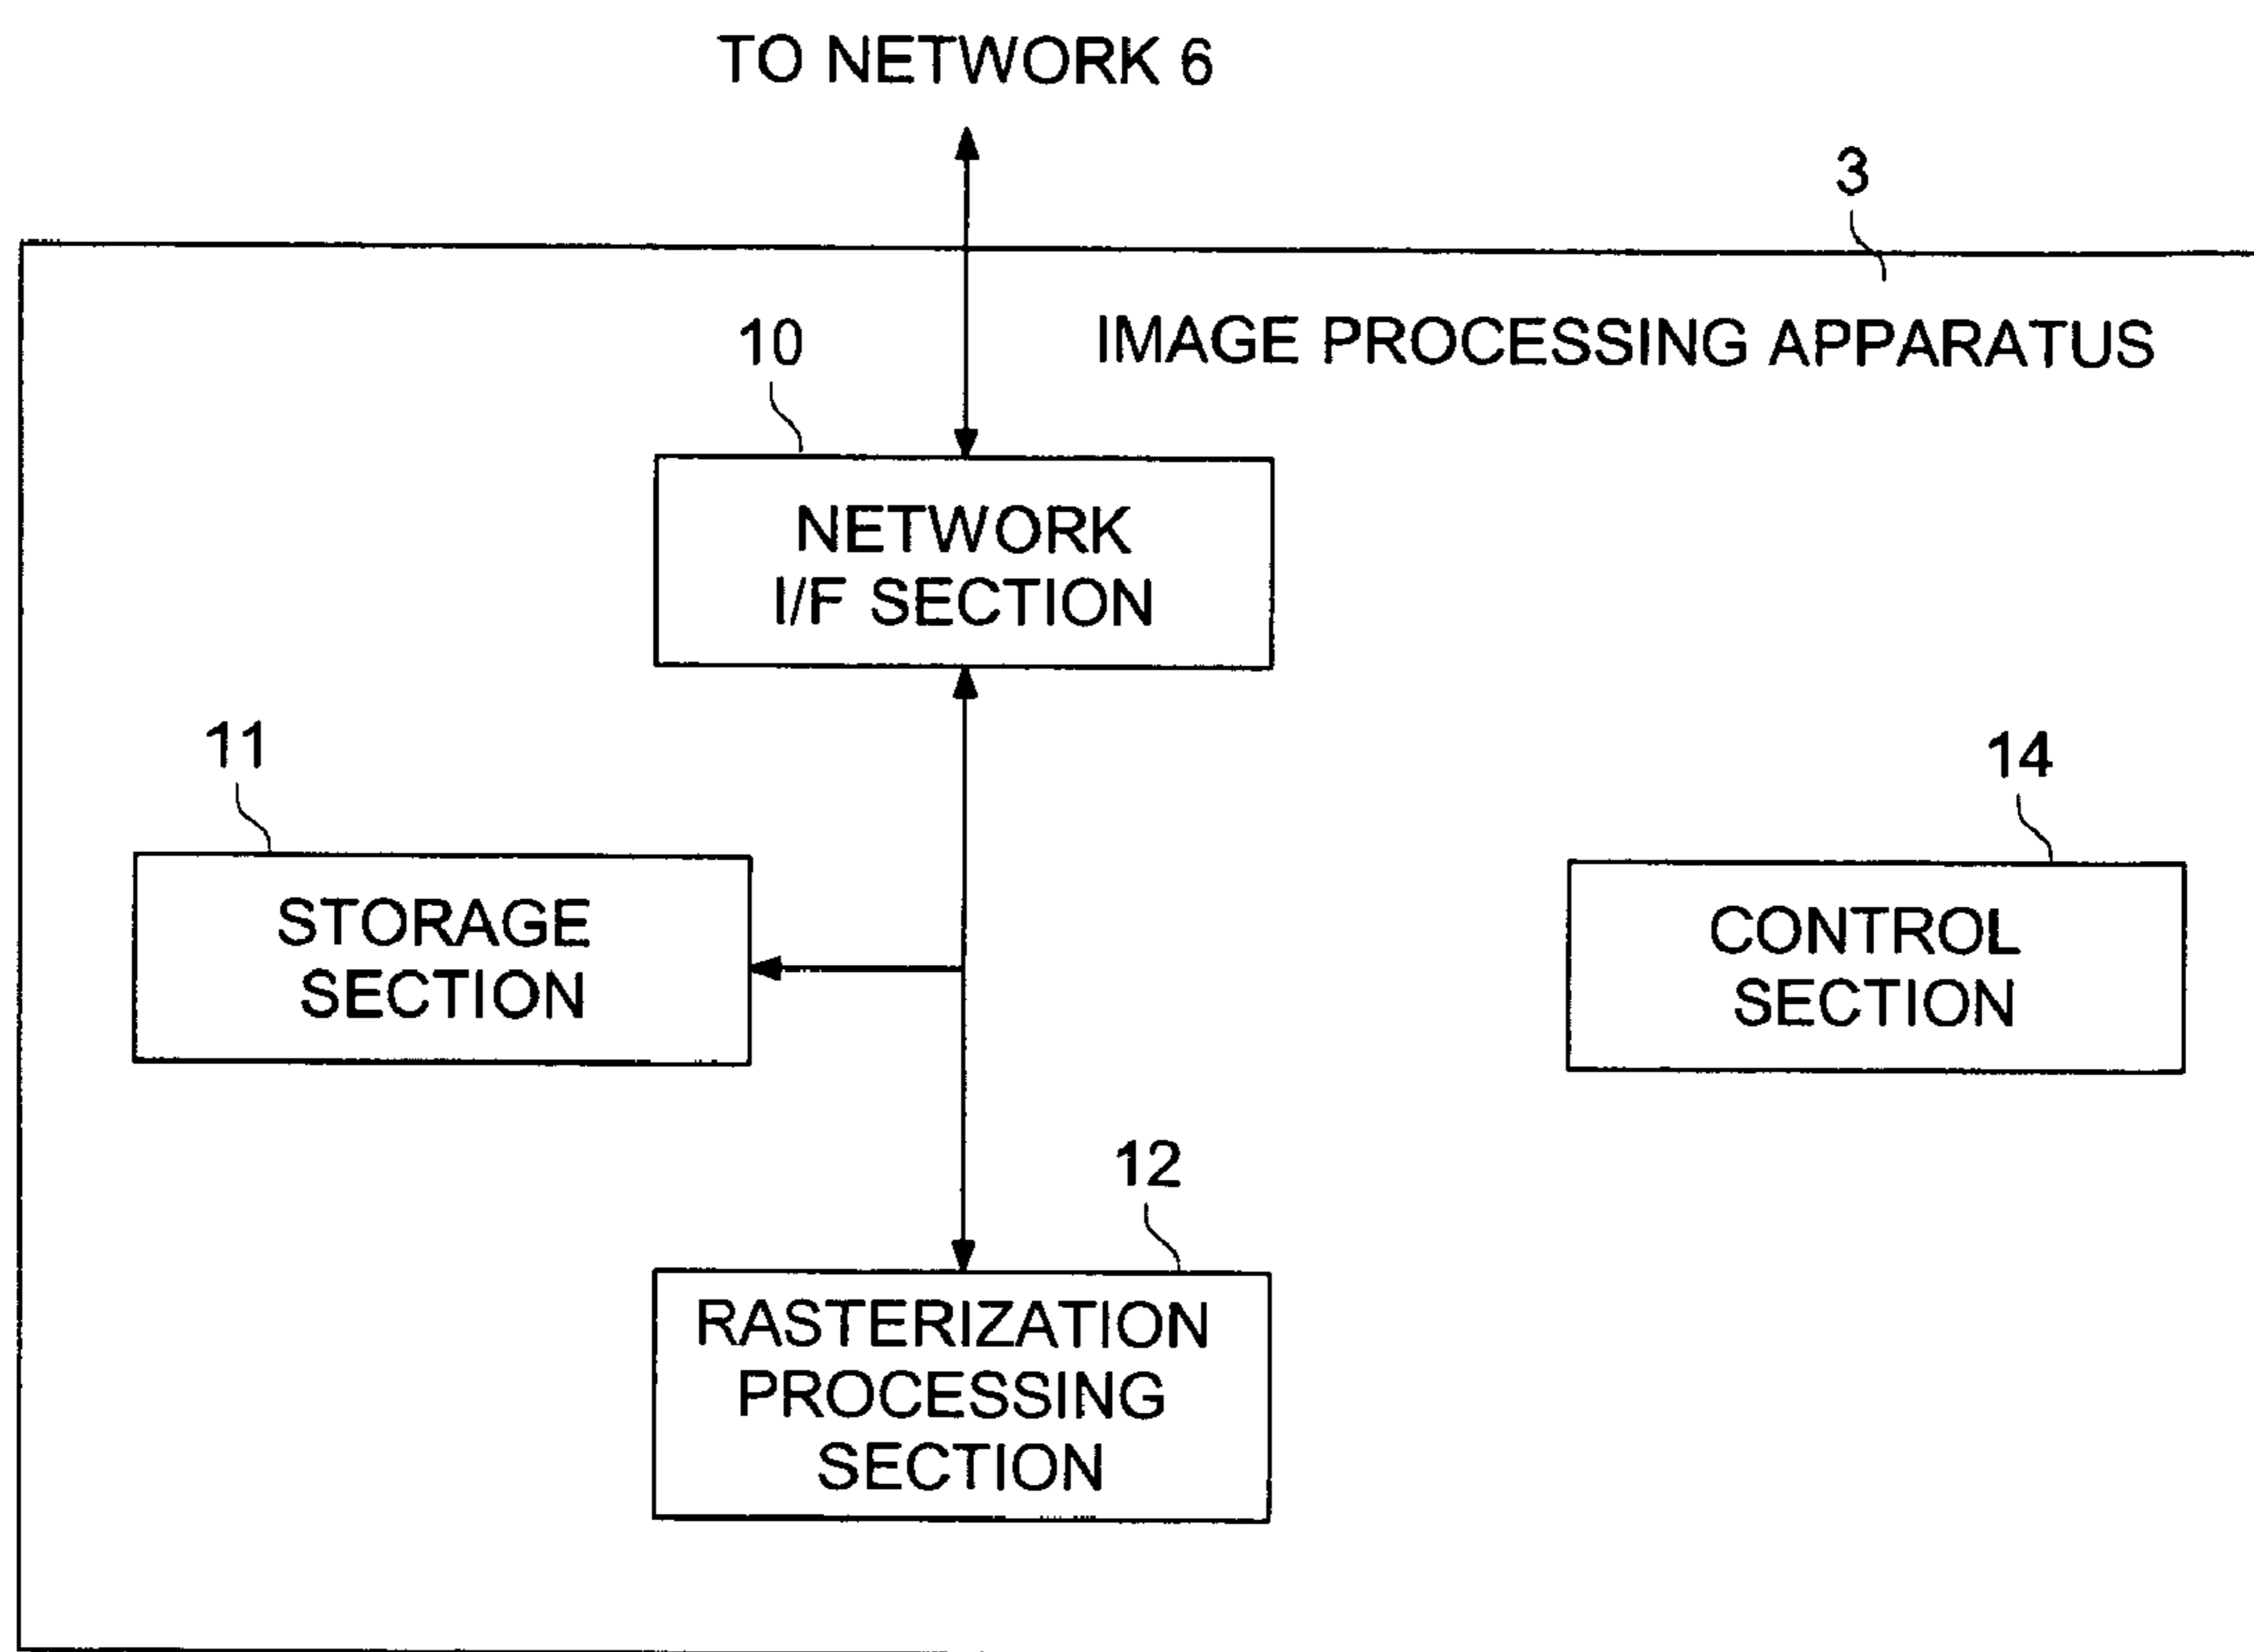 TO NETWORK 6
3
IMAGE PROCESSING APPARATUS
10
NETWORK
I/F SECTION
11
STORAGE
SECTION
14
CONTROL
SECTION
12
RASTERIZATION
PROCESSING
SECTION